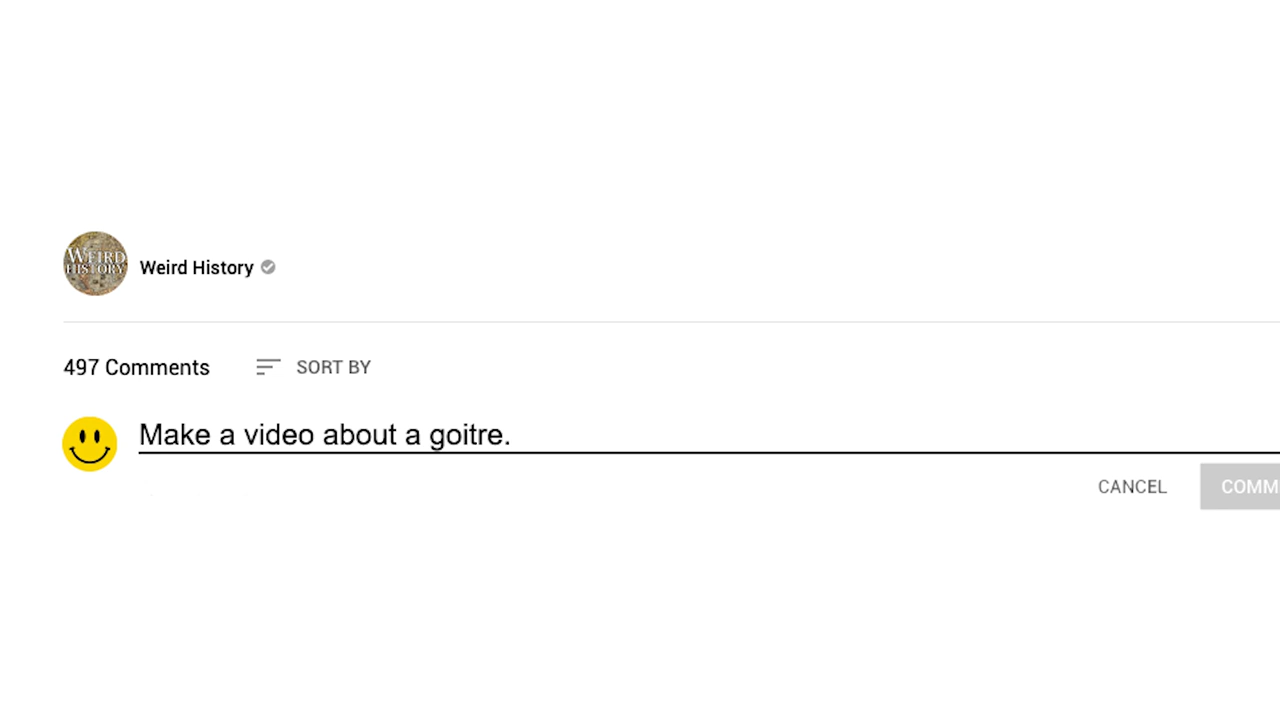 WEIRD
HISTORY
Weird History
497 Comments
SORT BY
Make a video about a goitre.
CANCEL
COMM